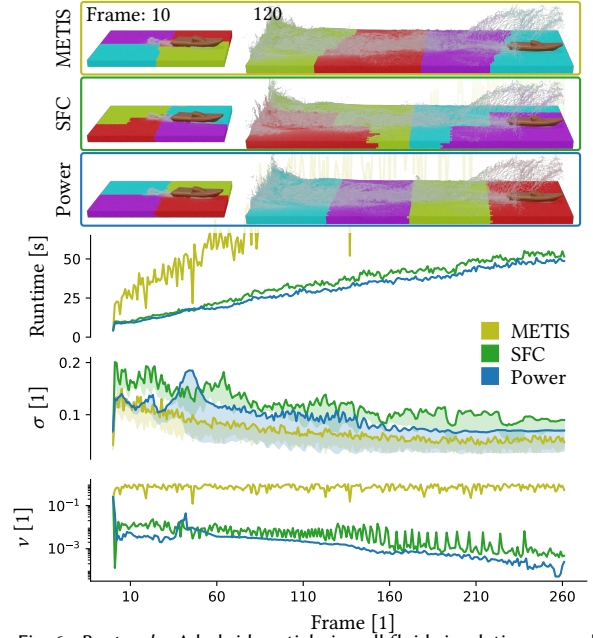 Frame: 10
120
METIS
SFC
Power
Runtime [s]
50
25
0
METIS
SFC
Power
σ [1]
0.2
0.1
ν [1]
10⁻¹
10⁻³
10 60 110 160 210 260
Frame [1]